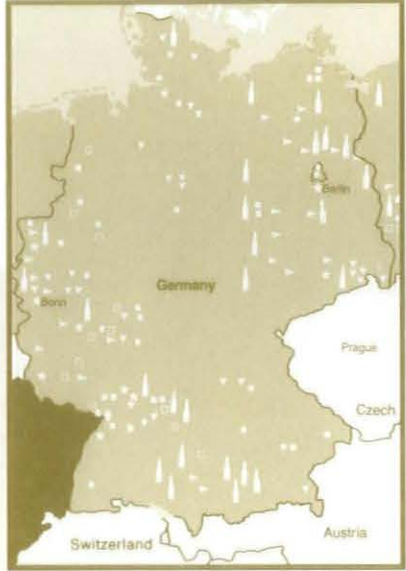 Berlin
Germany
Bonn
Prague
Czech
Austria
Switzerland